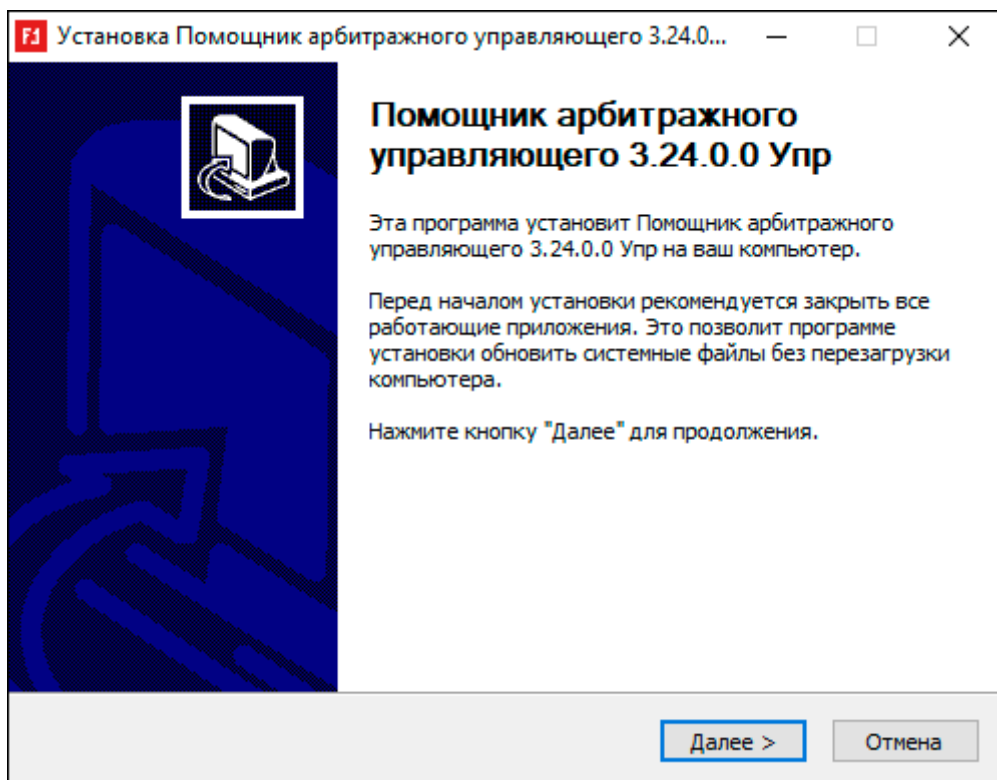 Установка Помощник арбитражного управляющего 3.24.0...
Помощник арбитражного
управляющего 3.24.0.0 Упр
Эта программа установит Помощник арбитражного
управляющего 3.24.0.0 Упр на ваш компьютер.
Перед началом установки рекомендуется закрыть все
работающие приложения. Это позволит программе
установки обновить системные файлы без перезагрузки
компьютера.
Нажмите кнопку "Далее" для продолжения.
Далее >
Отмена